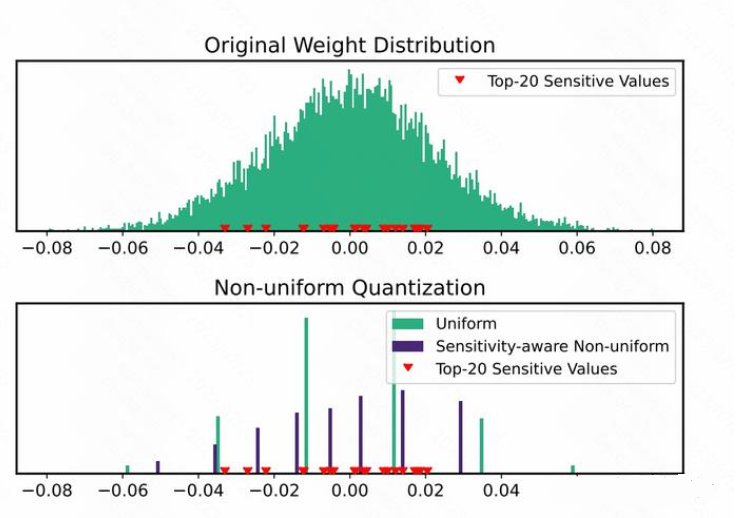 Original Weight Distribution
Top-20 Sensitive Values
−0.08 −0.06 −0.04 −0.02 0.00 0.02 0.04 0.06 0.08
Non-uniform Quantization
Uniform
Sensitivity-aware Non-uniform
Top-20 Sensitive Values
−0.08 −0.06 −0.04 −0.02 0.00 0.02 0.04